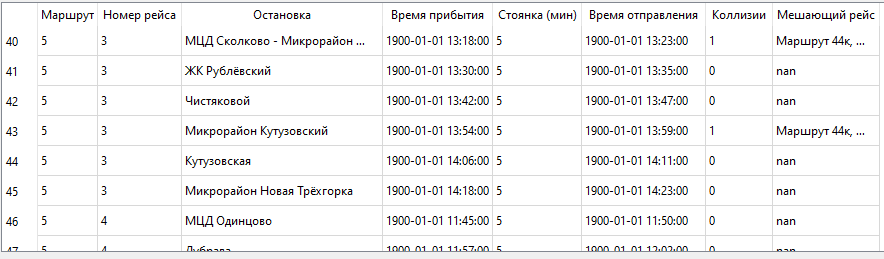 Маршрут Номер рейса Остановка Время прибытия Стоянка (мин) Время отправления Коллизии Мешающий рейс
40 5 3 МЦД Сколково - Микрорайон ... 1900-01-01 13:18:00 5 1900-01-01 13:23:00 1 Маршрут 44к, ...
41 5 3 ЖК Рублёвский 1900-01-01 13:30:00 5 1900-01-01 13:35:00 0 nan
42 5 3 Чистяковой 1900-01-01 13:42:00 5 1900-01-01 13:47:00 0 nan
43 5 3 Микрорайон Кутузовский 1900-01-01 13:54:00 5 1900-01-01 13:59:00 1 Маршрут 44к, ...
44 5 3 Кутузовская 1900-01-01 14:06:00 5 1900-01-01 14:11:00 0 nan
45 5 3 Микрорайон Новая Трёхгорка 1900-01-01 14:18:00 5 1900-01-01 14:23:00 0 nan
46 5 4 МЦД Одинцово 1900-01-01 11:45:00 5 1900-01-01 11:50:00 0 nan
47 5 4 Дубрава 1900-01-01 11:57:00 5 1900-01-01 12:02:00 0 nan